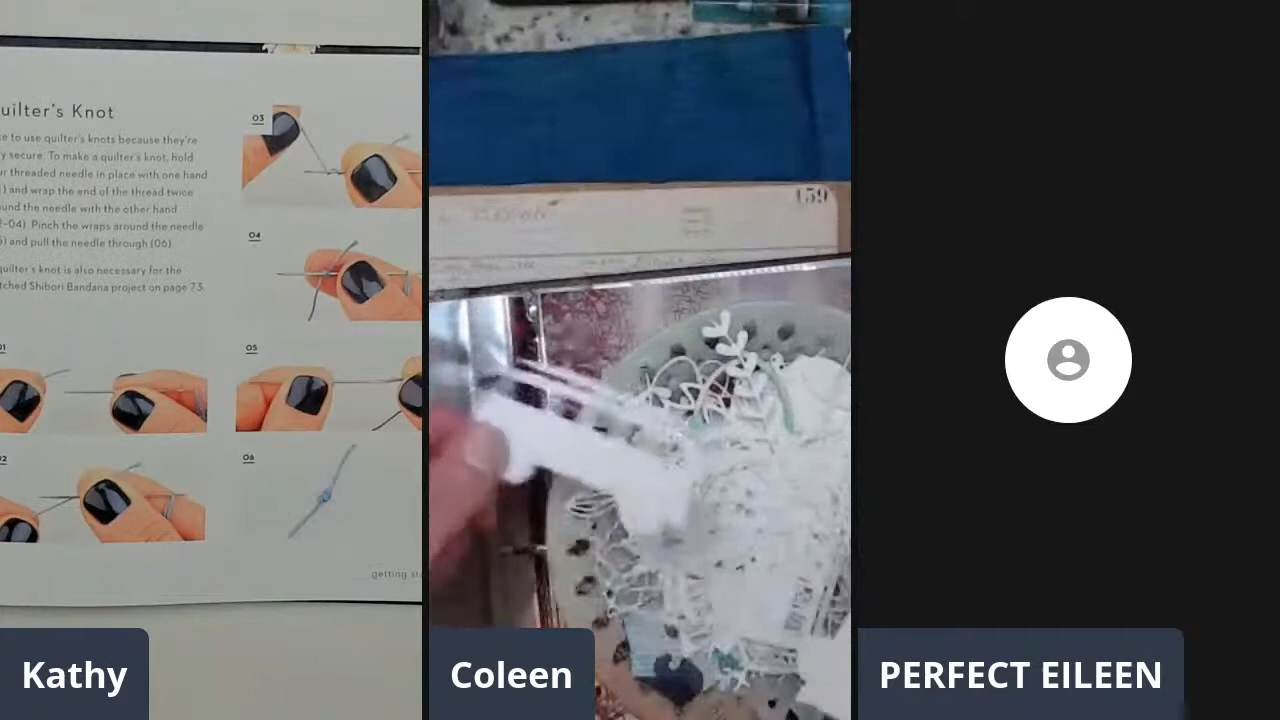 uilter's Knot
e to use quilter's knots because they're
y secure. To make a quilter's knot, hold
ur threaded needle in place with one hand
) and wrap the end of the thread twice
und the needle with the other hand
2–04). Pinch the wraps around the needle
) and pull the needle through (06).
quilter's knot is also necessary for the
tched Shibori Bandana project on page 73.
03
04
01
05
02
06
getting st
159
Kathy
Coleen
PERFECT EILEEN